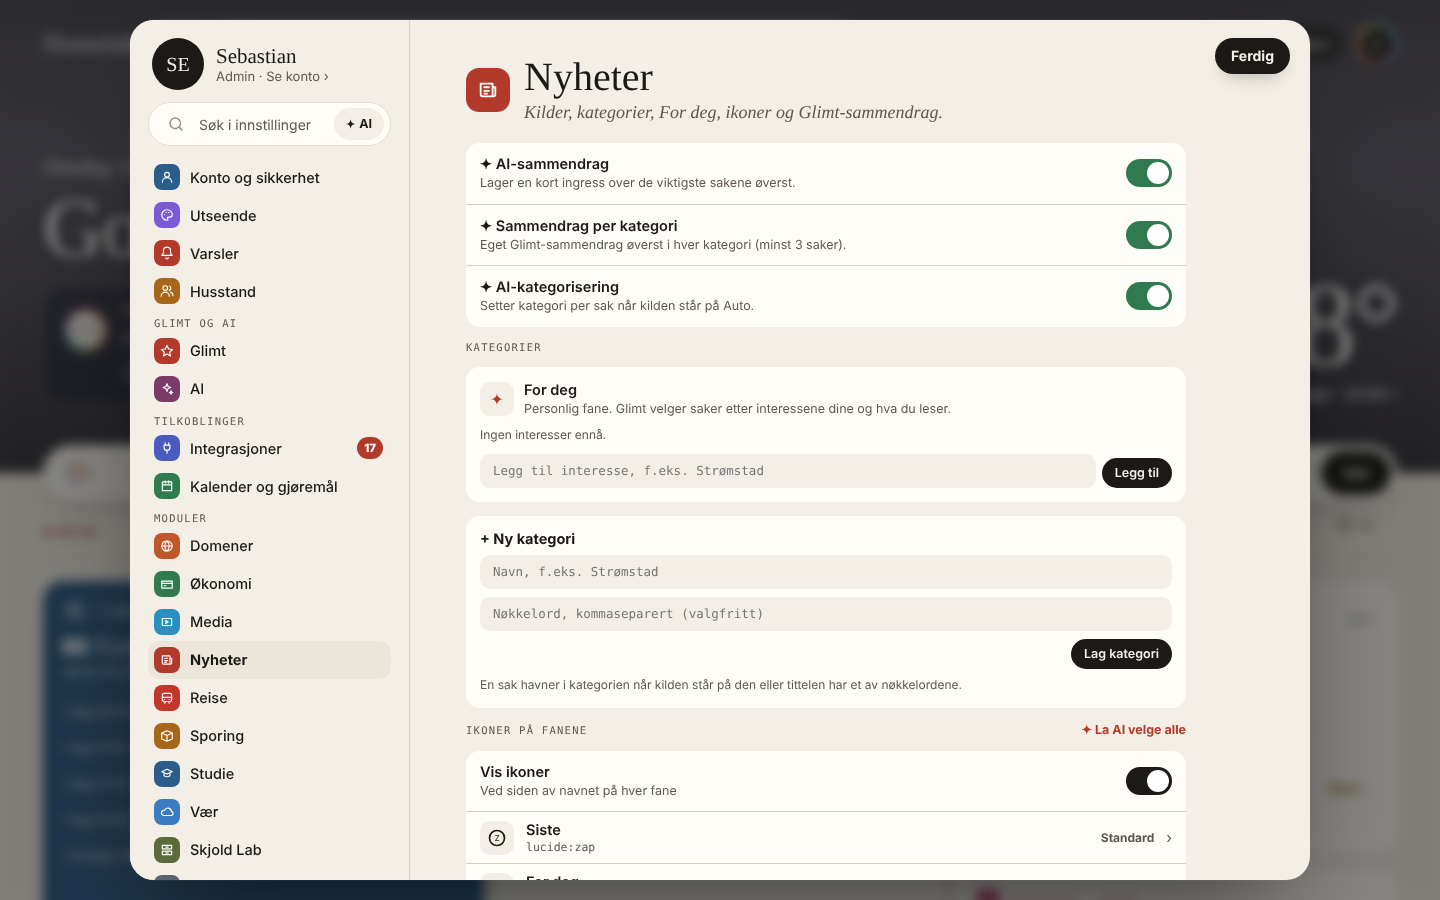 SE
Sebastian
Admin · Se konto ›
Søk i innstillinger
✦ AI
Konto og sikkerhet
Utseende
Varsler
Husstand
GLIMT OG AI
Glimt
AI
TILKOBLINGER
Integrasjoner
17
Kalender og gjøremål
MODULER
Domener
Økonomi
Media
Nyheter
Reise
Sporing
Studie
Vær
Skjold Lab
Ferdig
Nyheter
Kilder, kategorier, For deg, ikoner og Glimt-sammendrag.
✦ AI-sammendrag
Lager en kort ingress over de viktigste sakene øverst.
✦ Sammendrag per kategori
Eget Glimt-sammendrag øverst i hver kategori (minst 3 saker).
✦ AI-kategorisering
Setter kategori per sak når kilden står på Auto.
KATEGORIER
✦
For deg
Personlig fane. Glimt velger saker etter interessene dine og hva du leser.
Ingen interesser ennå.
Legg til interesse, f.eks. Strømstad
Legg til
+ Ny kategori
Navn, f.eks. Strømstad
Nøkkelord, kommaseparert (valgfritt)
Lag kategori
En sak havner i kategorien når kilden står på den eller tittelen har et av nøkkelordene.
IKONER PÅ FANENE
✦ La AI velge alle
Vis ikoner
Ved siden av navnet på hver fane
Z
Siste
lucide:zap
Standard ›
For deg
8°